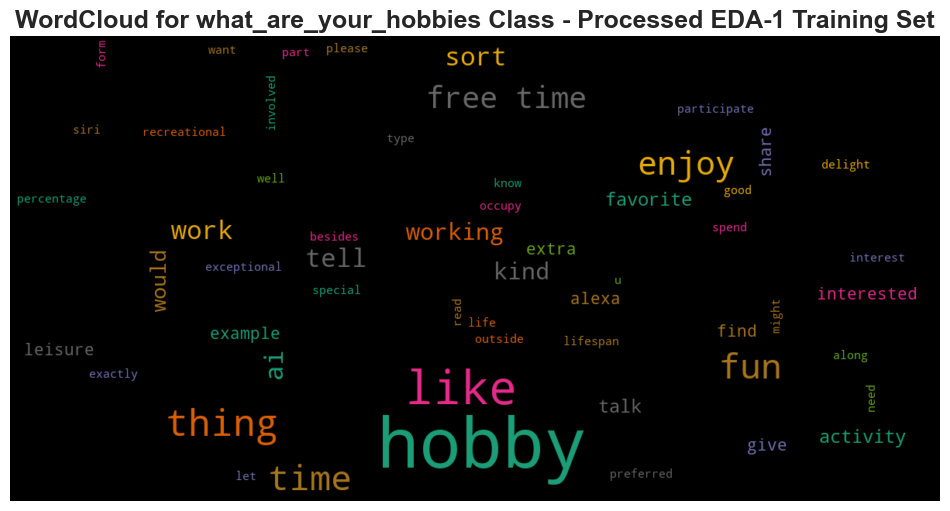 WordCloud for what_are_your_hobbies Class - Processed EDA-1 Training Set
form
want
part
please
sort
involved
free time
participate
siri
recreational
type
share
enjoy
delight
well
know
good
percentage
occupy
favorite
work
besides
working
spend
extra
would
exceptional
tell
kind
interest
u
special
alexa
interested
read
life
might
example
outside
lifespan
find
leisure
ai
along
exactly
fun
like
need
thing
talk
hobby
give
activity
let
time
preferred